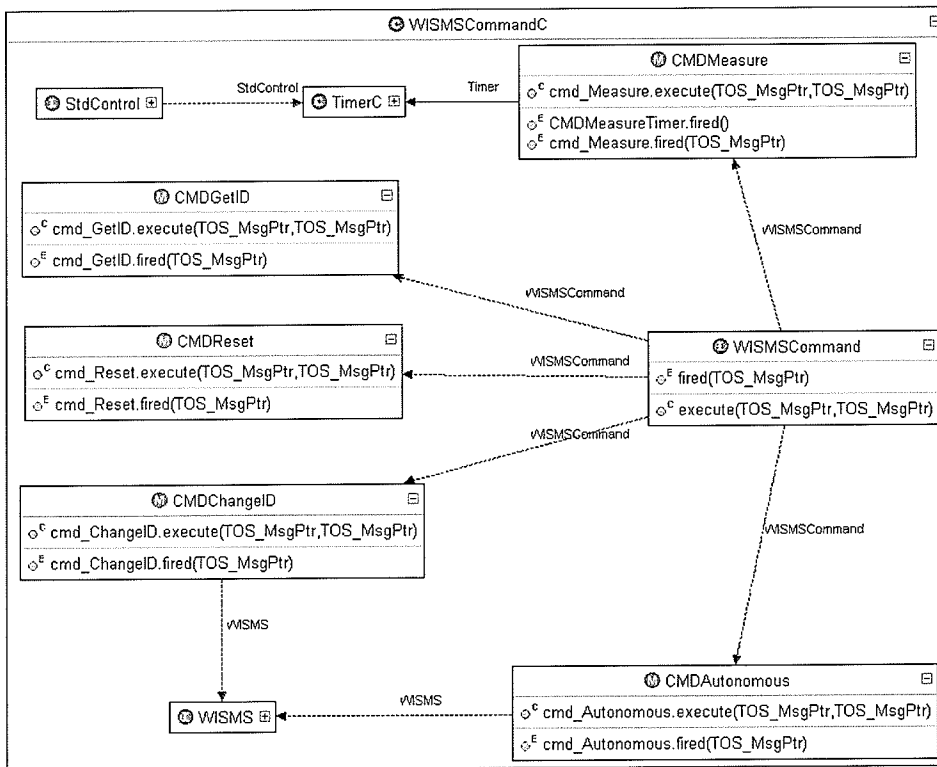 WISMSCommandC
CMDMeasure
cmd_Measure.execute(TOS_MsgPtr,TOS_MsgPtr)
CMDMeasureTimer.fired()
cmd_Measure.fired(TOS_MsgPtr)
StdControl
StdControl
TimerC
Timer
CMDGetID
cmd_GetID.execute(TOS_MsgPtr,TOS_MsgPtr)
cmd_GetID.fired(TOS_MsgPtr)
WISMSCommand
WISMSCommand
CMDReset
cmd_Reset.execute(TOS_MsgPtr,TOS_MsgPtr)
cmd_Reset.fired(TOS_MsgPtr)
WISMSCommand
WISMSCommand
fired(TOS_MsgPtr)
execute(TOS_MsgPtr,TOS_MsgPtr)
WISMSCommand
CMDChangeID
cmd_ChangeID.execute(TOS_MsgPtr,TOS_MsgPtr)
cmd_ChangeID.fired(TOS_MsgPtr)
WISMSCommand
WISMS
WISMS
WISMS
CMDAutonomous
cmd_Autonomous.execute(TOS_MsgPtr,TOS_MsgPtr)
cmd_Autonomous.fired(TOS_MsgPtr)